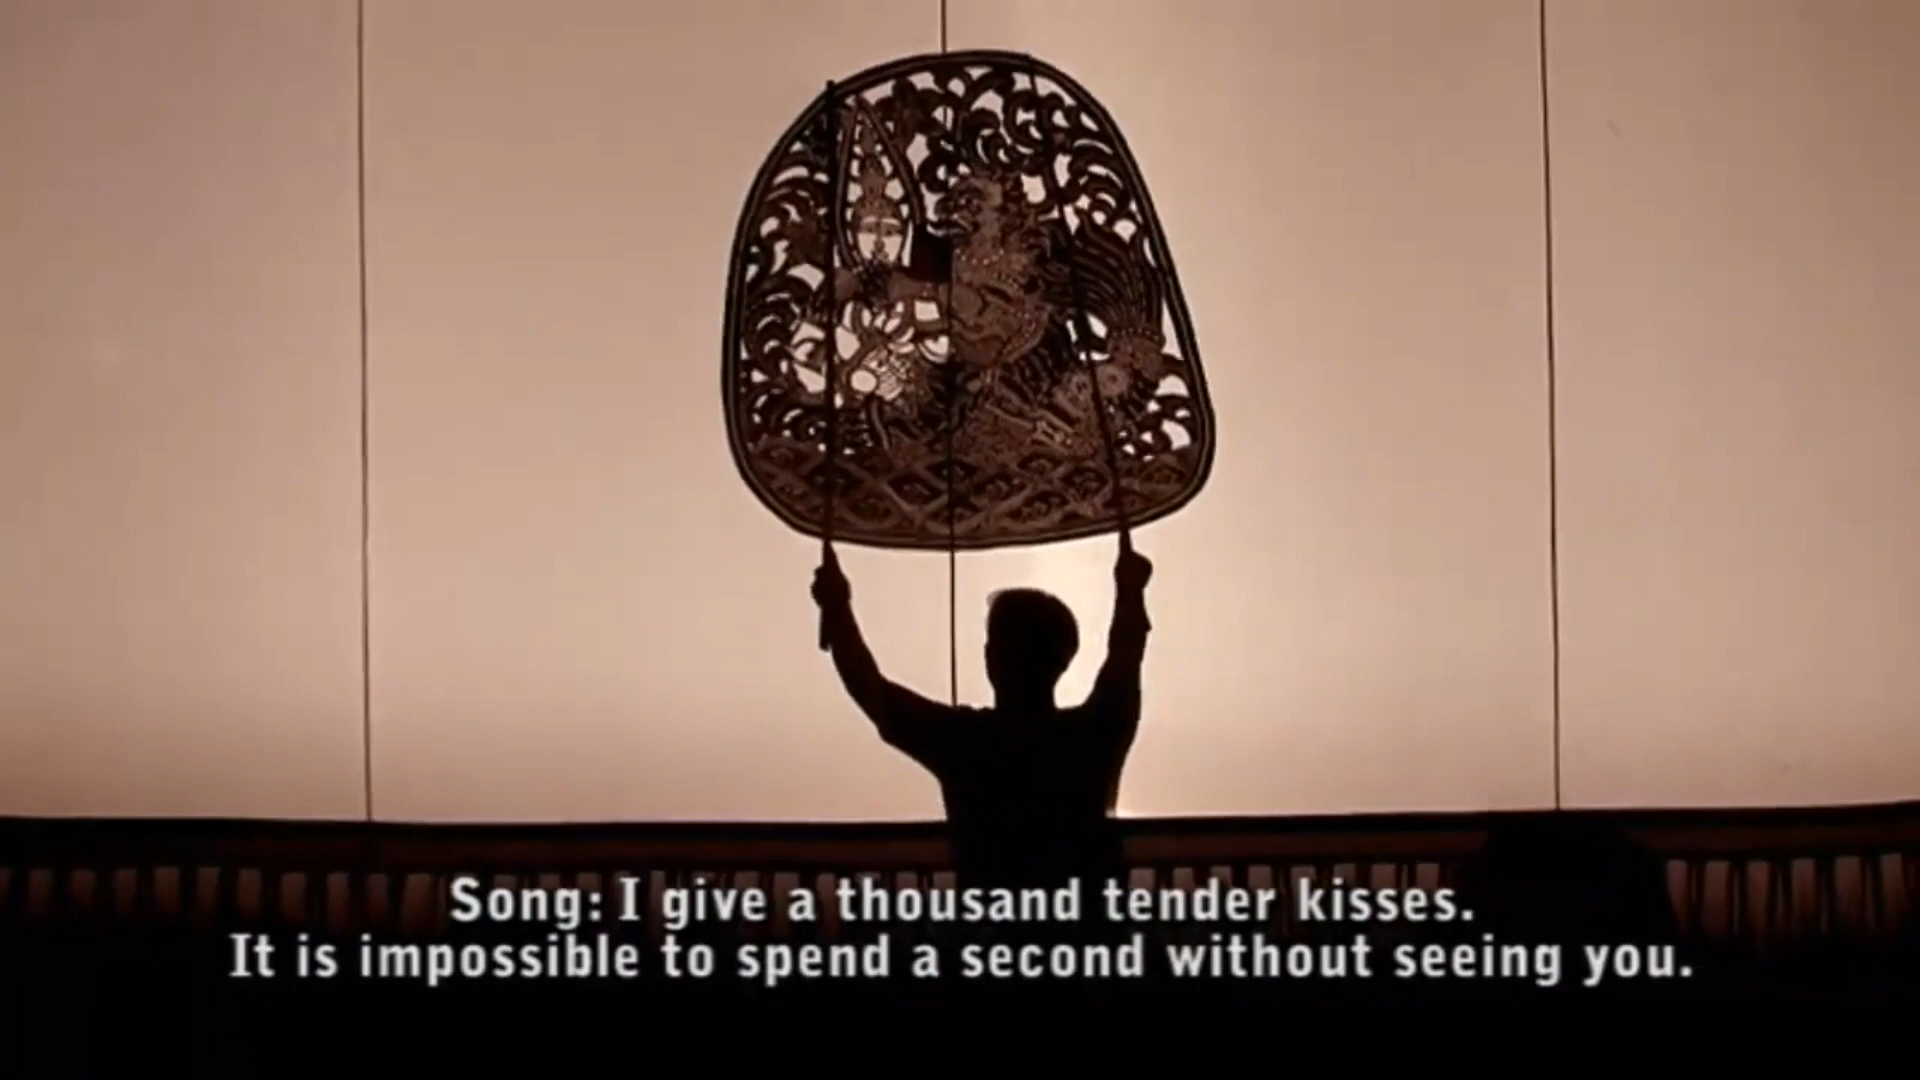 Song: I give a thousand tender kisses.
It is impossible to spend a second without seeing you.